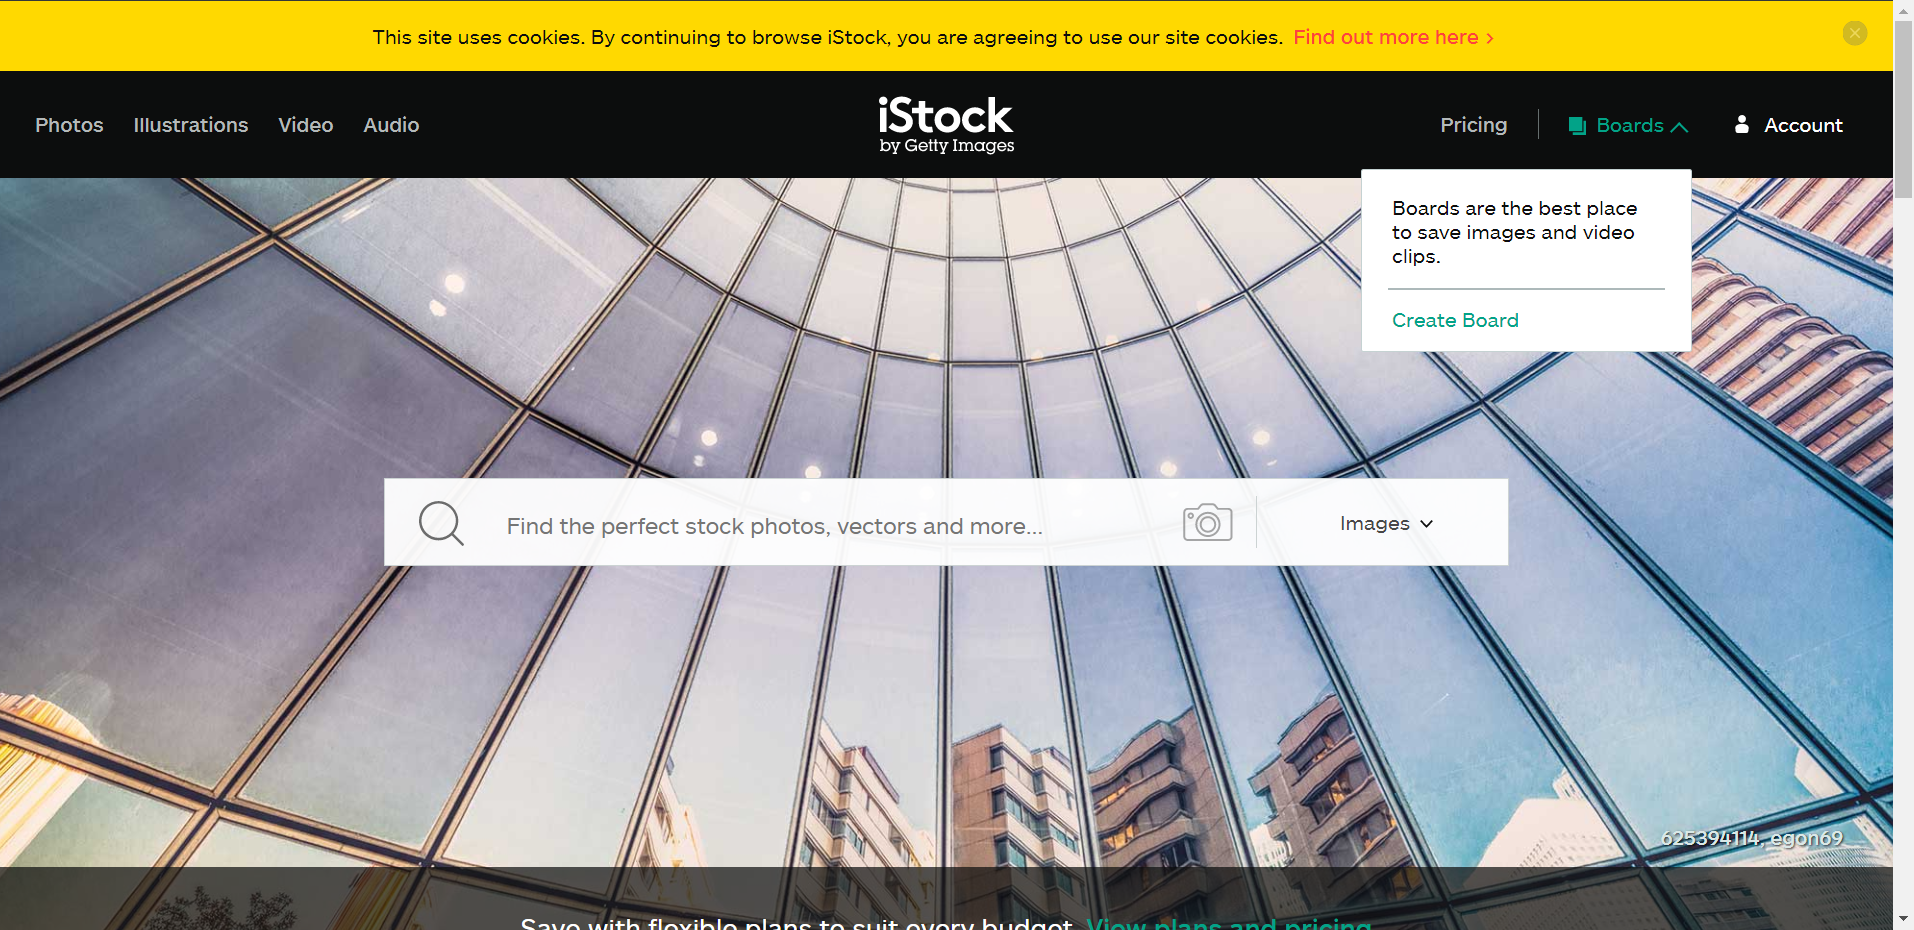 This site uses cookies. By continuing to browse iStock, you are agreeing to use our site cookies. Find out more here ›
Photos Illustrations Video Audio
iStock
by Getty Images
Pricing Boards Account
Boards are the best place
to save images and video
clips.
Create Board
Find the perfect stock photos, vectors and more...
Images
625394114, egon69
Save with flexible plans to suit every budget. View plans and pricing